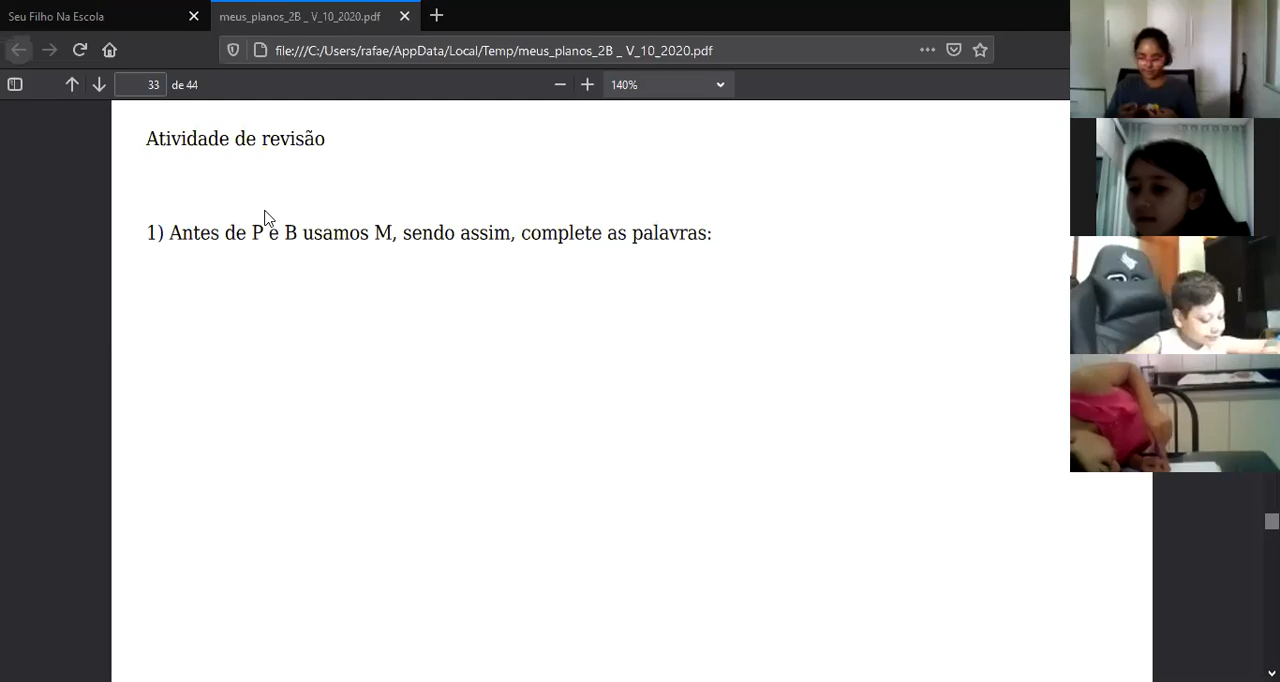 Seu Filho Na Escola
meus_planos_2B _ V_10_2020.pdf
file:///C:/Users/rafae/AppData/Local/Temp/meus_planos_2B _ V_10_2020.pdf
33 de 44
140%
Atividade de revisão
1) Antes de P e B usamos M, sendo assim, complete as palavras: